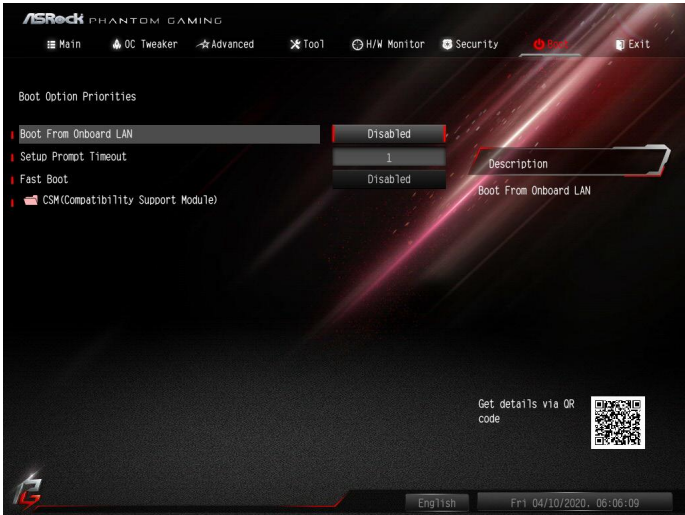 ASRock PHANTOM GAMING
Main OC Tweaker Advanced Tool H/W Monitor Security Boot Exit
Boot Option Priorities
Boot From Onboard LAN Disabled
Setup Prompt Timeout 1
Fast Boot Disabled
CSM(Compatibility Support Module)
Description
Boot From Onboard LAN
Get details via QR
code
English Fri 04/10/2020, 06:06:09